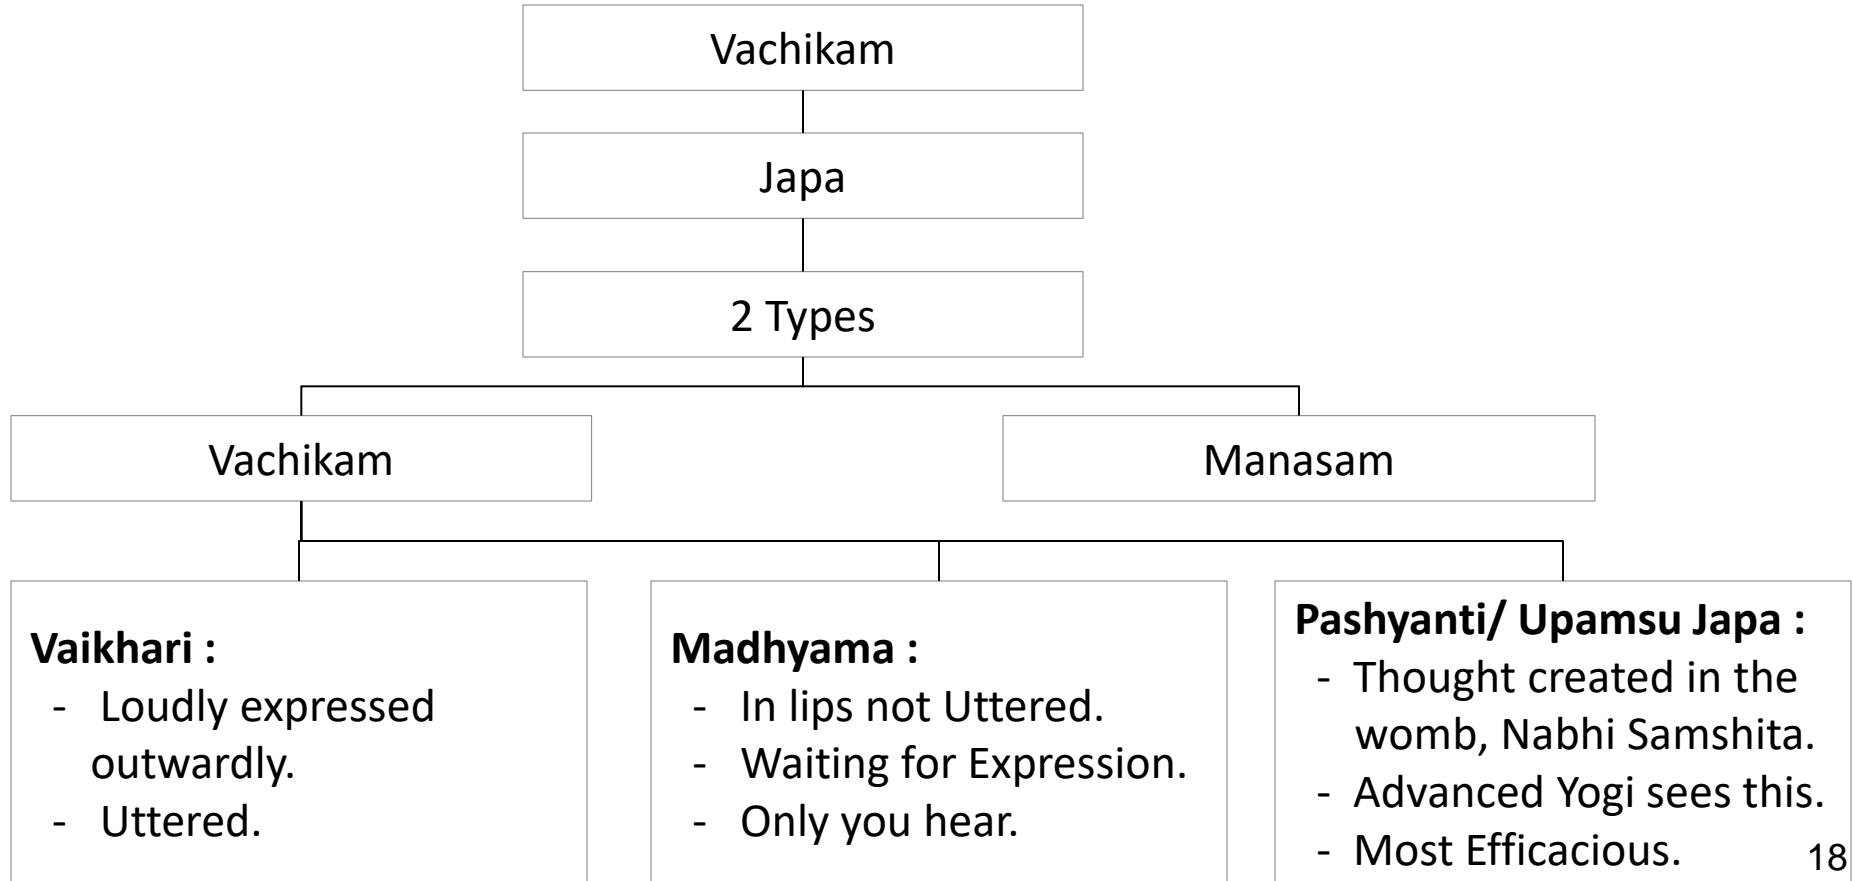 Vachikam
Japa
2 Types
Vachikam
Manasam
Vaikhari :
- Loudly expressed
outwardly.
- Uttered.
Madhyama :
- In lips not Uttered.
- Waiting for Expression.
- Only you hear.
Pashyanti/ Upamsu Japa :
- Thought created in the
womb, Nabhi Samshita.
- Advanced Yogi sees this.
- Most Efficacious.
18